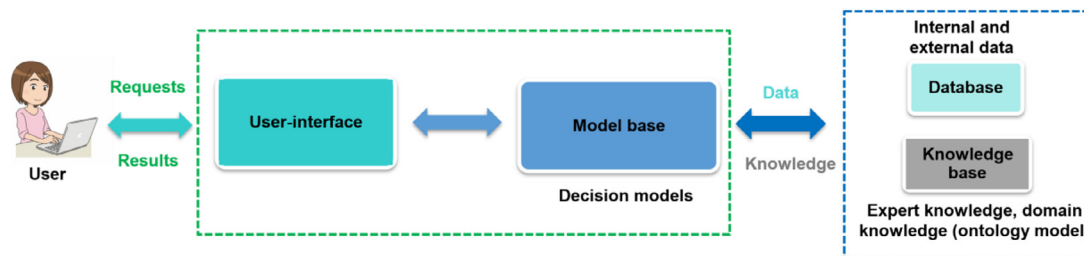 Requests
Results
User
User-interface
Model base
Decision models
Data
Knowledge
Internal and
external data
Database
Knowledge
base
Expert knowledge, domain
knowledge (ontology model